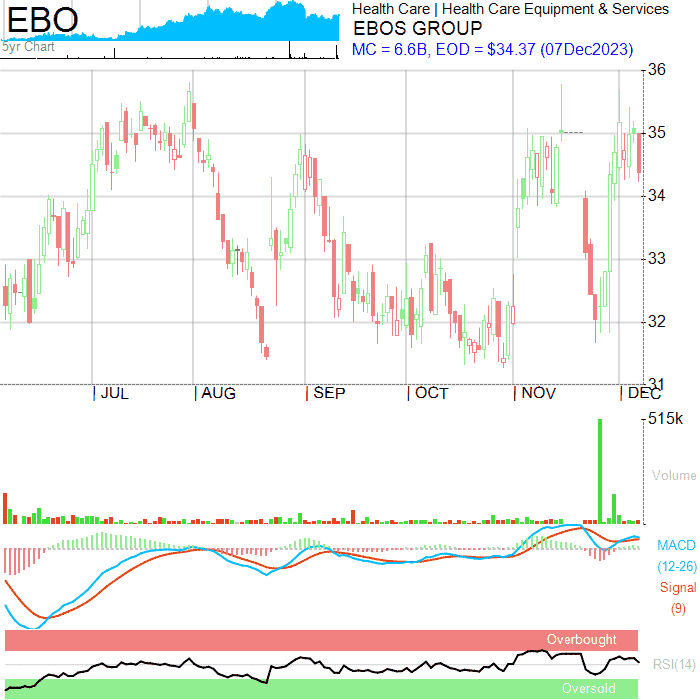 EBO
5yr Chart
Health Care | Health Care Equipment & Services
EBOS GROUP
MC = 6.6B, EOD = $34.37 (07Dec2023)
36
35
34
33
32
31
JUL AUG SEP OCT NOV DEC
515k
Volume
MACD
(12-26)
Signal
(9)
Overbought
RSI(14)
Oversold